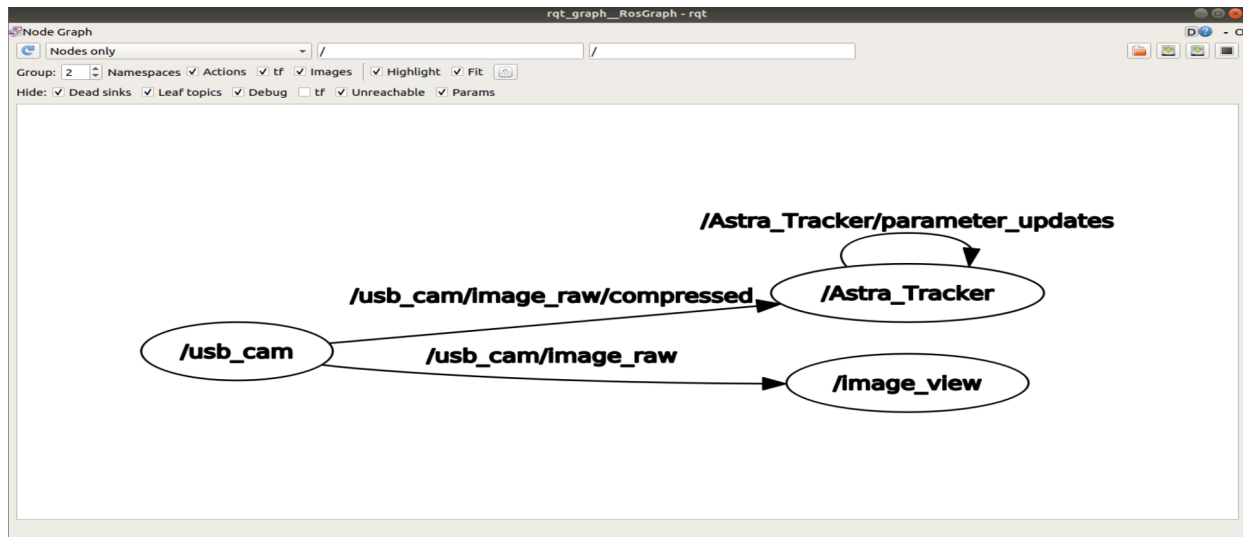 rqt_graph__RosGraph - rqt
Node Graph D - O
Nodes only / /
Group: 2 Namespaces Actions tf Images Highlight Fit
Hide: Dead sinks Leaf topics Debug tf Unreachable Params
/Astra_Tracker/parameter_updates
/usb_cam/image_raw/compressed /Astra_Tracker
/usb_cam /usb_cam/image_raw
/image_view